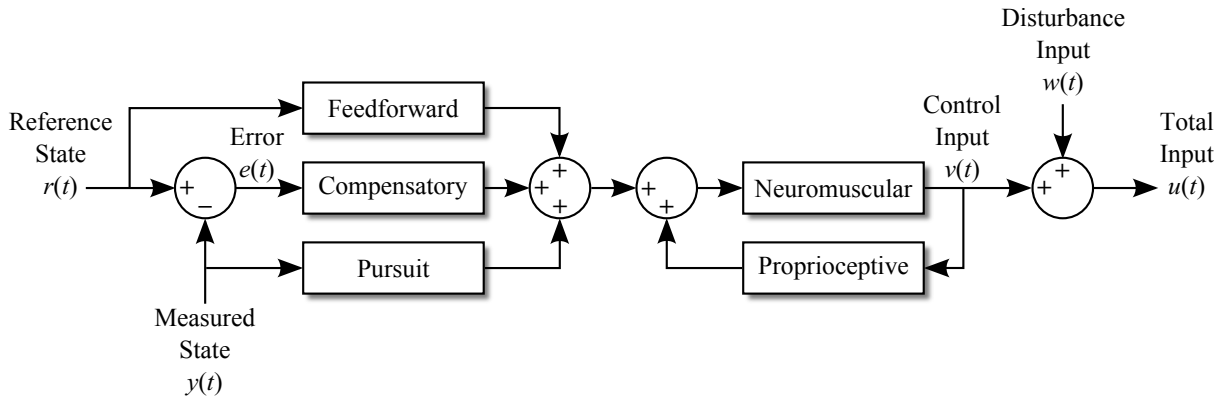 Disturbance
Input
w(t)
Feedforward
Control
Input
v(t)
Total
Input
u(t)
Reference
State
r(t)
Error
e(t)
+
−
Compensatory
+
+
+
+
+
Neuromuscular
+
+
Pursuit
Proprioceptive
Measured
State
y(t)